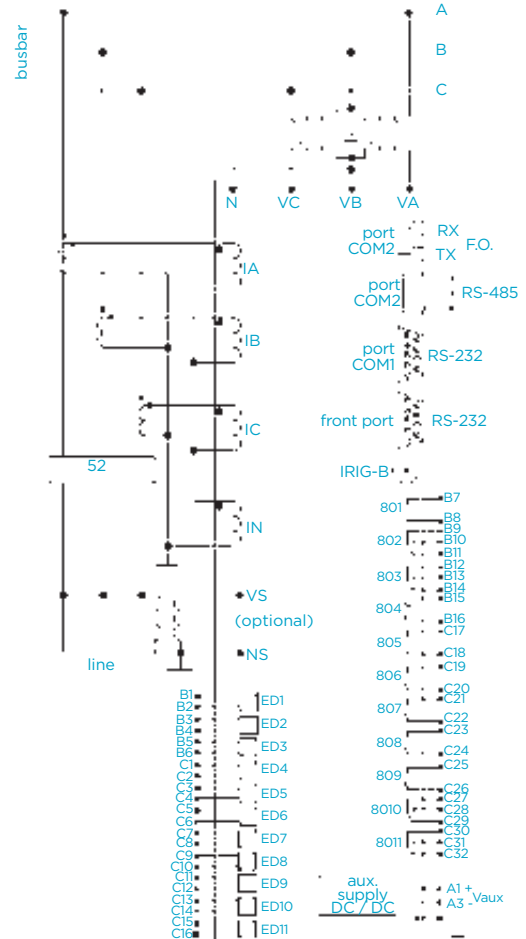 busbar
A
B
C
N
VC
VB
VA
port
COM2
RX
TX
F.O.
IA
port
COM2
RS-485
IB
port
COM1
RS-232
IC
front port
RS-232
52
IRIG-B
IN
801
B7
B8
802
B9
B10
B11
803
B12
B13
B14
804
B15
B16
805
C17
C18
806
C19
C20
807
C21
C22
808
C23
C24
809
C25
C26
8010
C27
C28
C29
8011
C30
C31
C32
VS
(optional)
NS
line
B1
B2
ED1
B3
B4
ED2
B5
B6
ED3
C1
C2
ED4
C3
C4
ED5
C5
C6
ED6
C7
C8
ED7
C9
C10
ED8
C11
C12
ED9
C13
C14
ED10
C15
C16
ED11
aux.
supply
DC / DC
A1 +
A3 -
Vaux